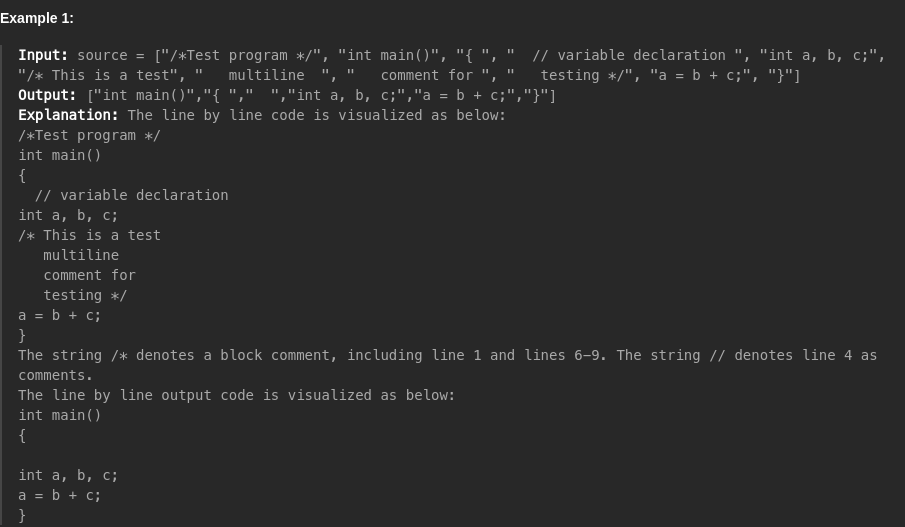 Example 1:
Input: source = ["/*Test program */", "int main()", "{ ", "  // variable declaration ", "int a, b, c;",
"/* This is a test", "   multiline  ", "   comment for ", "   testing */", "a = b + c;", "}"]
Output: ["int main()","{ ","  ","int a, b, c;","a = b + c;","}"]
Explanation: The line by line code is visualized as below:
/*Test program */
int main()
{
  // variable declaration
int a, b, c;
/* This is a test
   multiline
   comment for
   testing */
a = b + c;
}
The string /* denotes a block comment, including line 1 and lines 6-9. The string // denotes line 4 as
comments.
The line by line output code is visualized as below:
int main()
{

int a, b, c;
a = b + c;
}